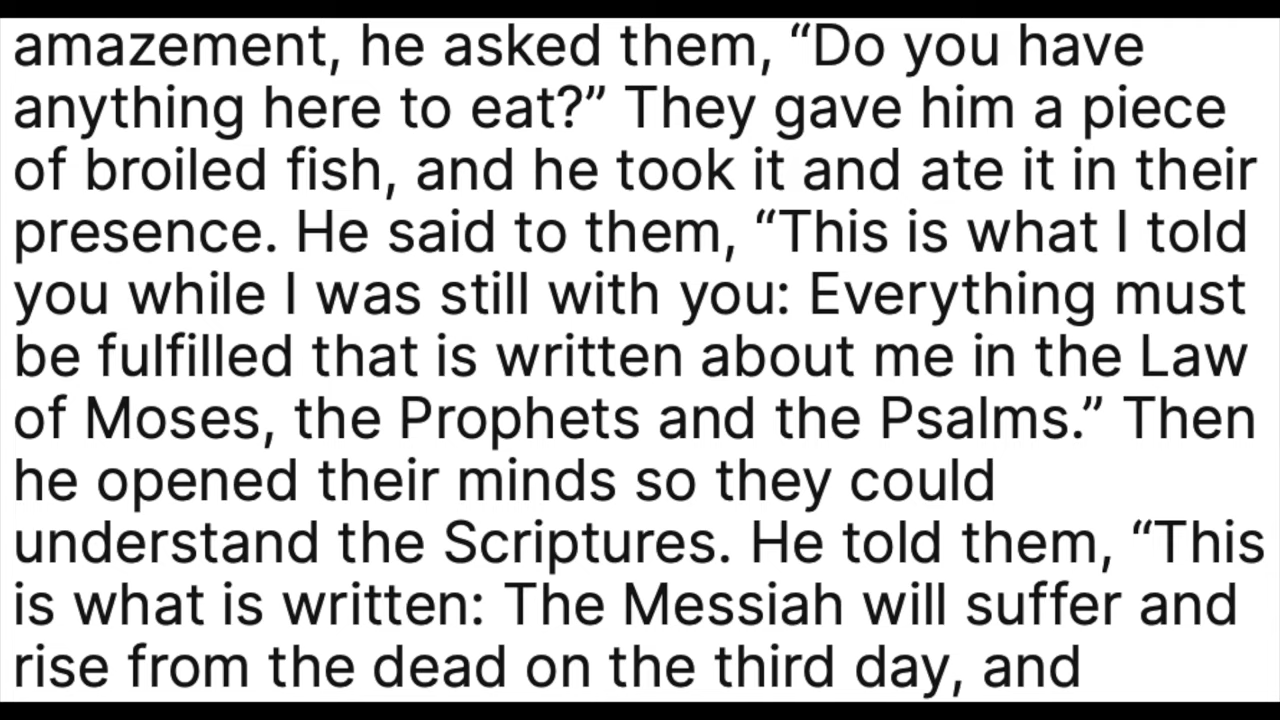 amazement, he asked them, “Do you have
anything here to eat?” They gave him a piece
of broiled fish, and he took it and ate it in their
presence. He said to them, “This is what I told
you while I was still with you: Everything must
be fulfilled that is written about me in the Law
of Moses, the Prophets and the Psalms.” Then
he opened their minds so they could
understand the Scriptures. He told them, “This
is what is written: The Messiah will suffer and
rise from the dead on the third day, and